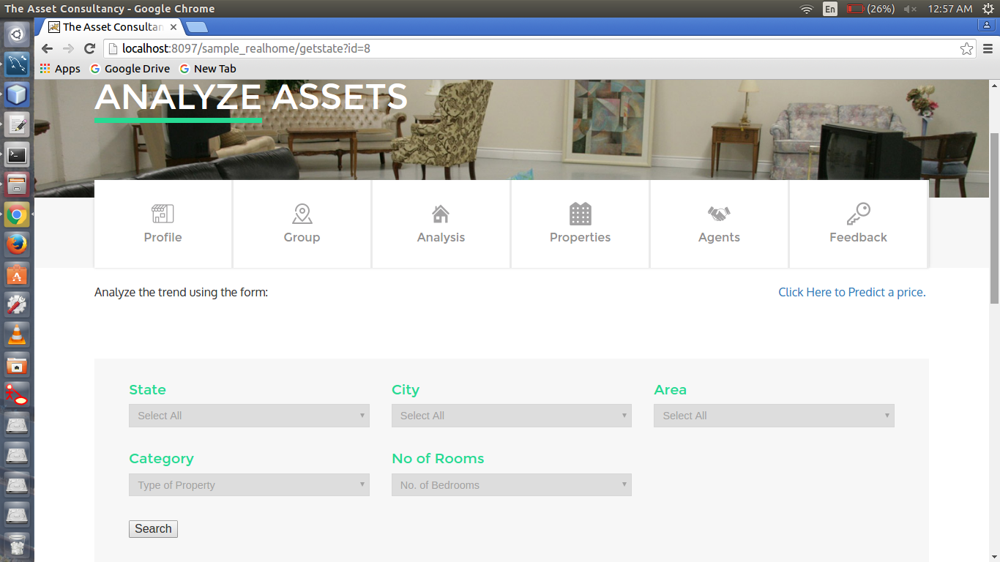 The Asset Consultancy - Google Chrome
En
(26%)
12:57 AM
The Asset Consultan
localhost:8097/sample_realhome/getstate?id=8
Apps
Google Drive
New Tab
ANALYZE ASSETS
Profile
Group
Analysis
Properties
Agents
Feedback
Analyze the trend using the form:
Click Here to Predict a price.
State
City
Area
Select All
Select All
Select All
Category
No of Rooms
Type of Property
No. of Bedrooms
Search